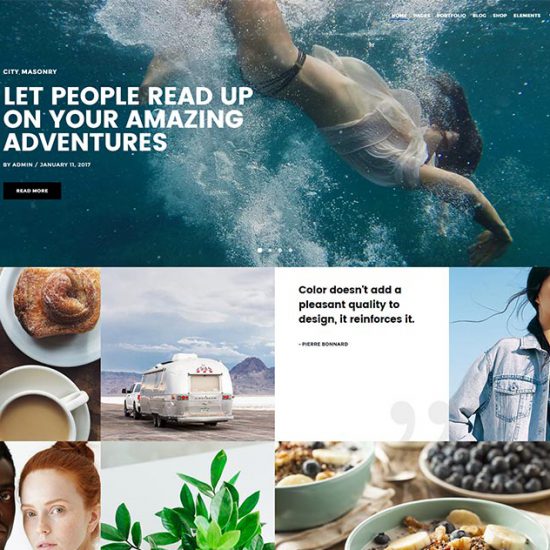 HOME PAGES PORTFOLIO BLOG SHOP ELEMENTS
CITY, MASONRY
LET PEOPLE READ UP
ON YOUR AMAZING
ADVENTURES
BY ADMIN / JANUARY 11, 2017
READ MORE
Color doesn't add a
pleasant quality to
design, it reinforces it.
- PIERRE BONNARD